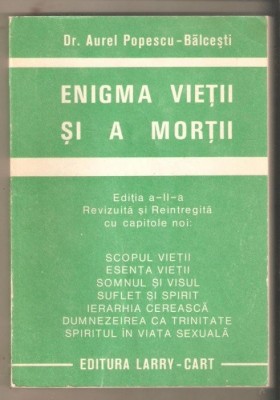 Dr. Aurel Popescu-Bălcești
ENIGMA VIEȚII
ȘI A MORȚII
Ediția a-II-a
Revizuită și Reintregită
cu capitole noi:
SCOPUL VIEȚII
ESENȚA VIEȚII
SOMNUL ȘI VISUL
SUFLET ȘI SPIRIT
IERARHIA CEREASCĂ
DUMNEZEIREA CA TRINITATE
SPIRITUL ÎN VIAȚA SEXUALĂ
EDITURA LARRY-CART